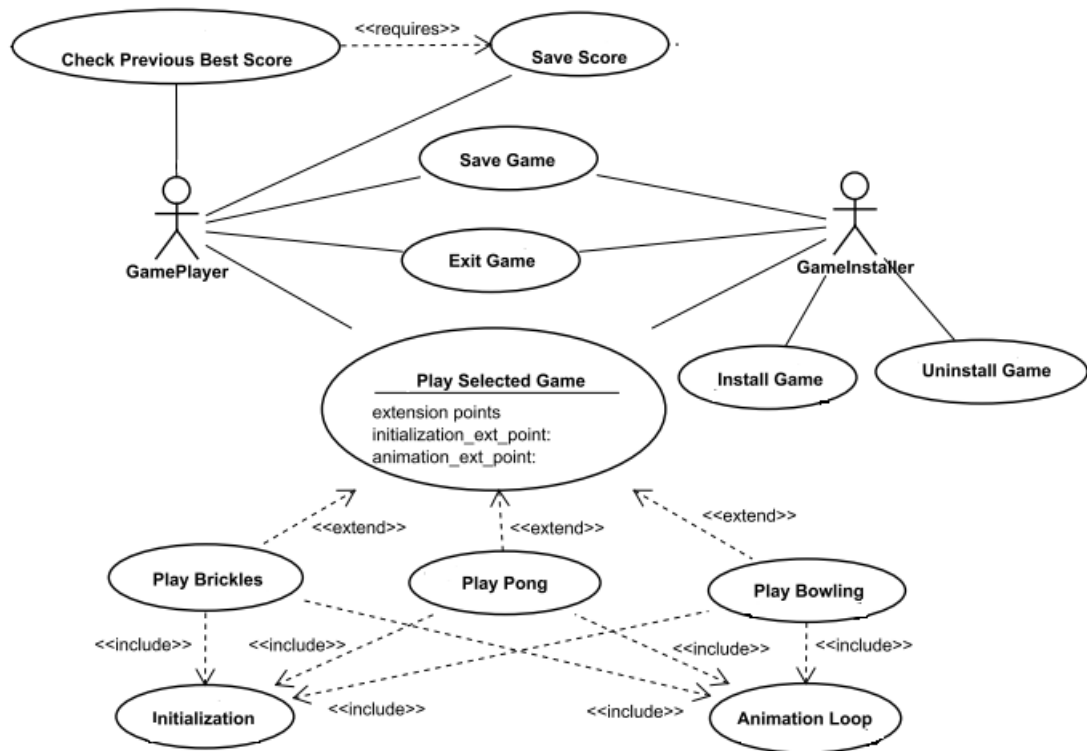 <<requires>>
Check Previous Best Score
Save Score
Save Game
Exit Game
GamePlayer
GameInstaller
Play Selected Game
extension points
initialization_ext_point:
animation_ext_point:
Install Game
Uninstall Game
<<extend>>
<<extend>>
<<extend>>
Play Brickles
Play Pong
Play Bowling
<<include>>
<<include>>
<<include>>
<<include>>
<<include>>
<<include>>
Initialization
Animation Loop